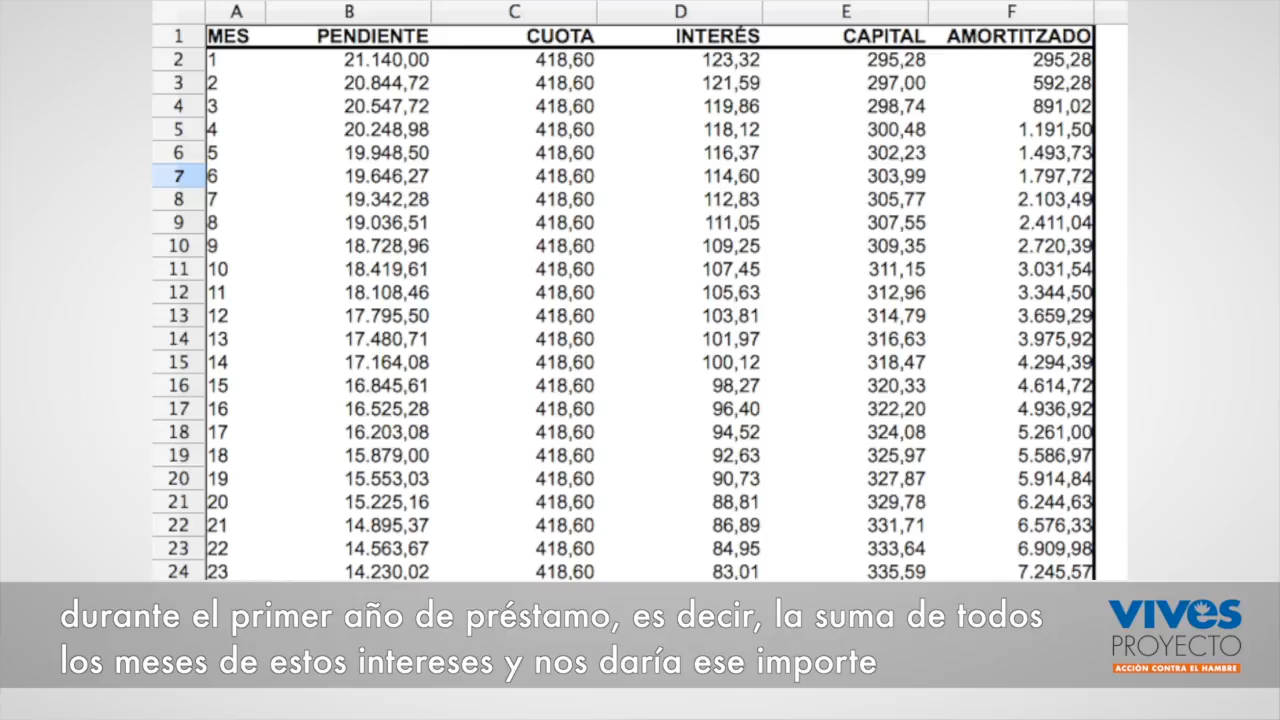 A B C D E F
1 MES PENDIENTE CUOTA INTERÉS CAPITAL AMORTITZADO
2 1 21.140,00 418,60 123,32 295,28 295,28
3 2 20.844,72 418,60 121,59 297,00 592,28
4 3 20.547,72 418,60 119,86 298,74 891,02
5 4 20.248,98 418,60 118,12 300,48 1.191,50
6 5 19.948,50 418,60 116,37 302,23 1.493,73
7 6 19.646,27 418,60 114,60 303,99 1.797,72
8 7 19.342,28 418,60 112,83 305,77 2.103,49
9 8 19.036,51 418,60 111,05 307,55 2.411,04
10 9 18.728,96 418,60 109,25 309,35 2.720,39
11 10 18.419,61 418,60 107,45 311,15 3.031,54
12 11 18.108,46 418,60 105,63 312,96 3.344,50
13 12 17.795,50 418,60 103,81 314,79 3.659,29
14 13 17.480,71 418,60 101,97 316,63 3.975,92
15 14 17.164,08 418,60 100,12 318,47 4.294,39
16 15 16.845,61 418,60 98,27 320,33 4.614,72
17 16 16.525,28 418,60 96,40 322,20 4.936,92
18 17 16.203,08 418,60 94,52 324,08 5.261,00
19 18 15.879,00 418,60 92,63 325,97 5.586,97
20 19 15.553,03 418,60 90,73 327,87 5.914,84
21 20 15.225,16 418,60 88,81 329,78 6.244,63
22 21 14.895,37 418,60 86,89 331,71 6.576,33
23 22 14.563,67 418,60 84,95 333,64 6.909,98
24 23 14.230,02 418,60 83,01 335,59 7.245,57
durante el primer año de préstamo, es decir, la suma de todos
los meses de estos intereses y nos daría ese importe
VIVES
PROYECTO
ACCIÓN CONTRA EL HAMBRE